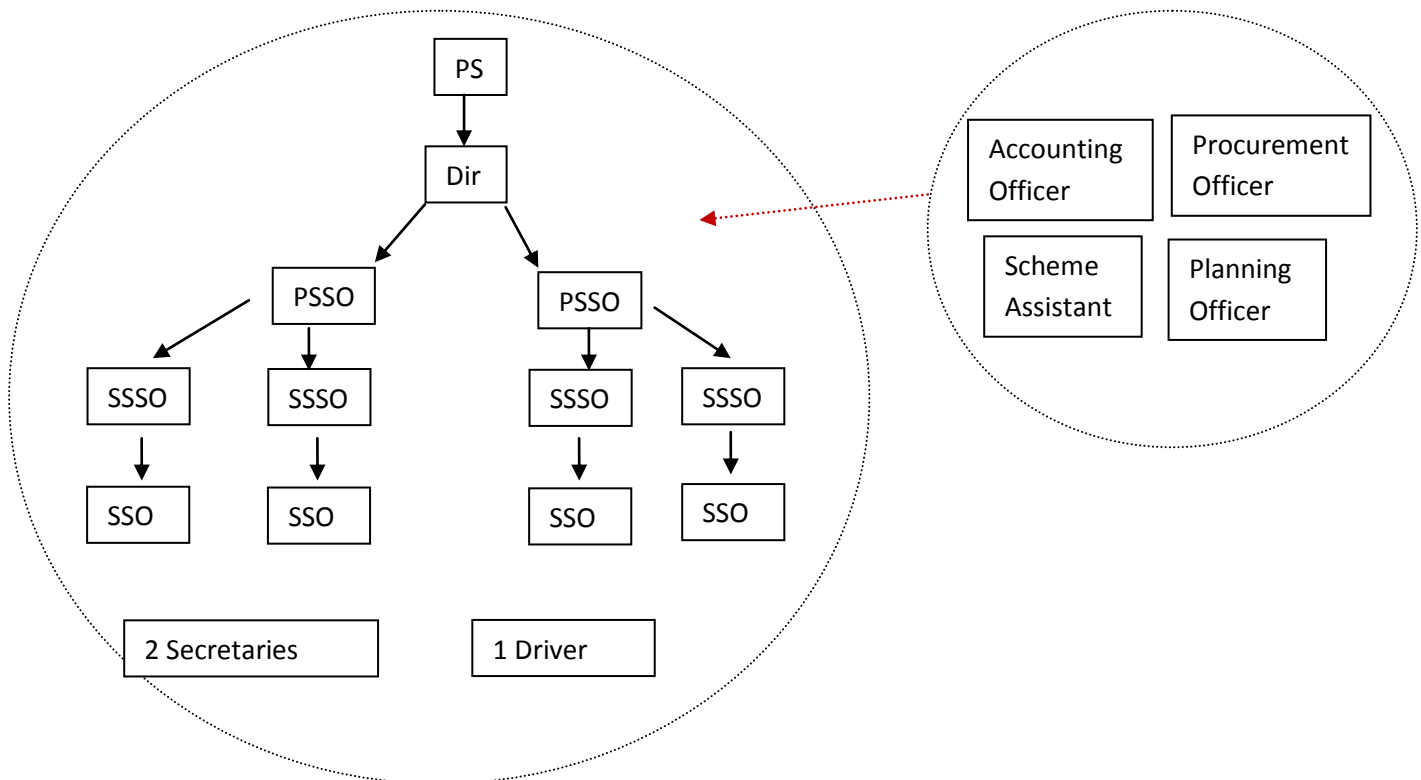 PS
Dir
PSSO
PSSO
SSSO
SSSO
SSSO
SSSO
SSO
SSO
SSO
SSO
2 Secretaries
1 Driver
Accounting
Officer
Procurement
Officer
Scheme
Assistant
Planning
Officer